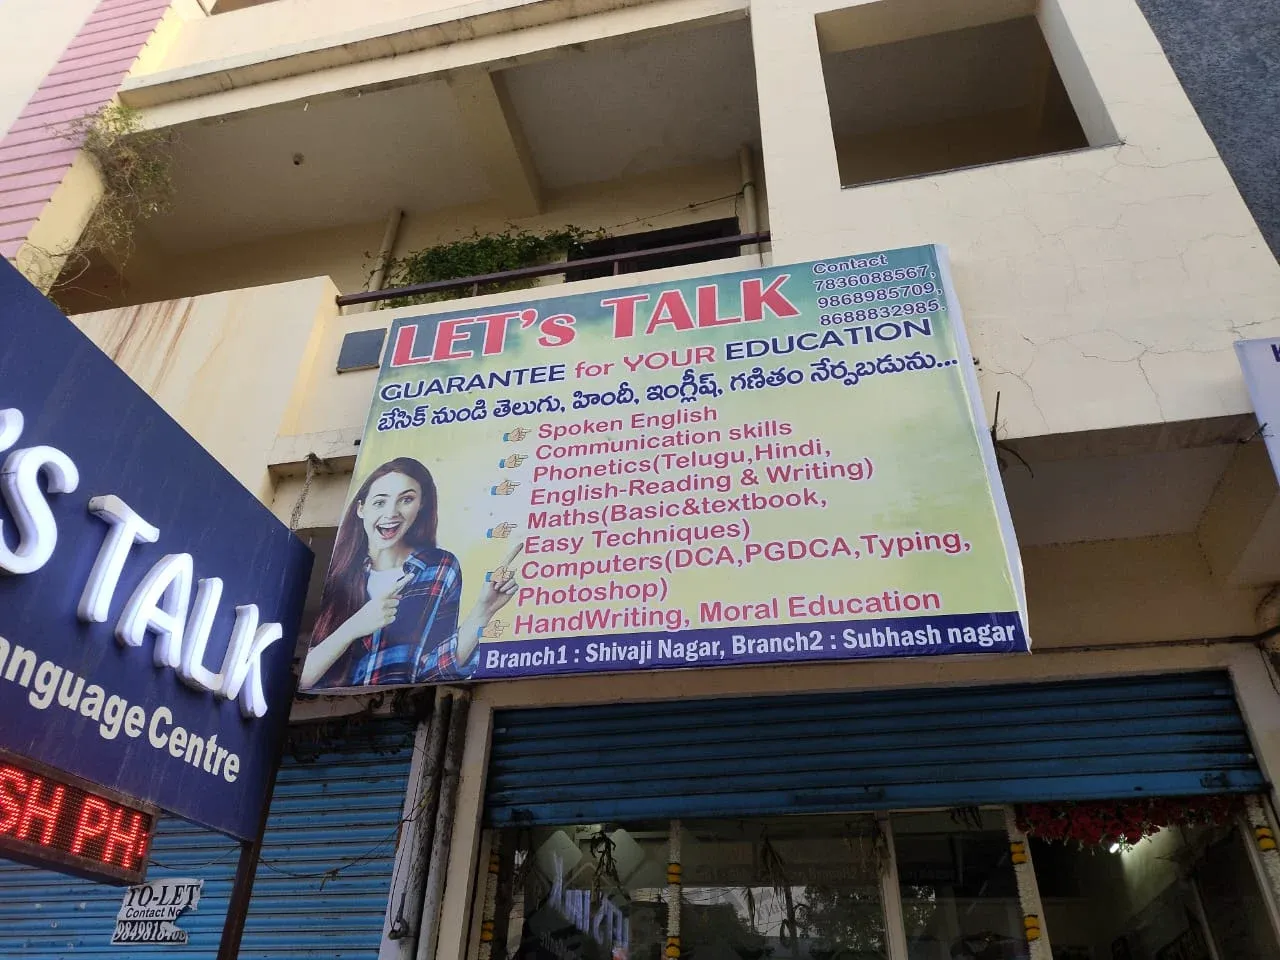 LET's TALK
Contact
7836088567,
9868985709,
8688832985.
GUARANTEE for YOUR EDUCATION
బేసిక్ నుండి తెలుగు, హిందీ, ఇంగ్లీష్, గణితం నేర్పబడును...
Spoken English
Communication skills
Phonetics(Telugu,Hindi,
English-Reading & Writing)
Maths(Basic&textbook,
Easy Techniques)
Computers(DCA,PGDCA,Typing,
Photoshop)
HandWriting, Moral Education
Branch1 : Shivaji Nagar, Branch2 : Subhash nagar
'S TALK
anguage Centre
SH PH
TO-LET
Contact No